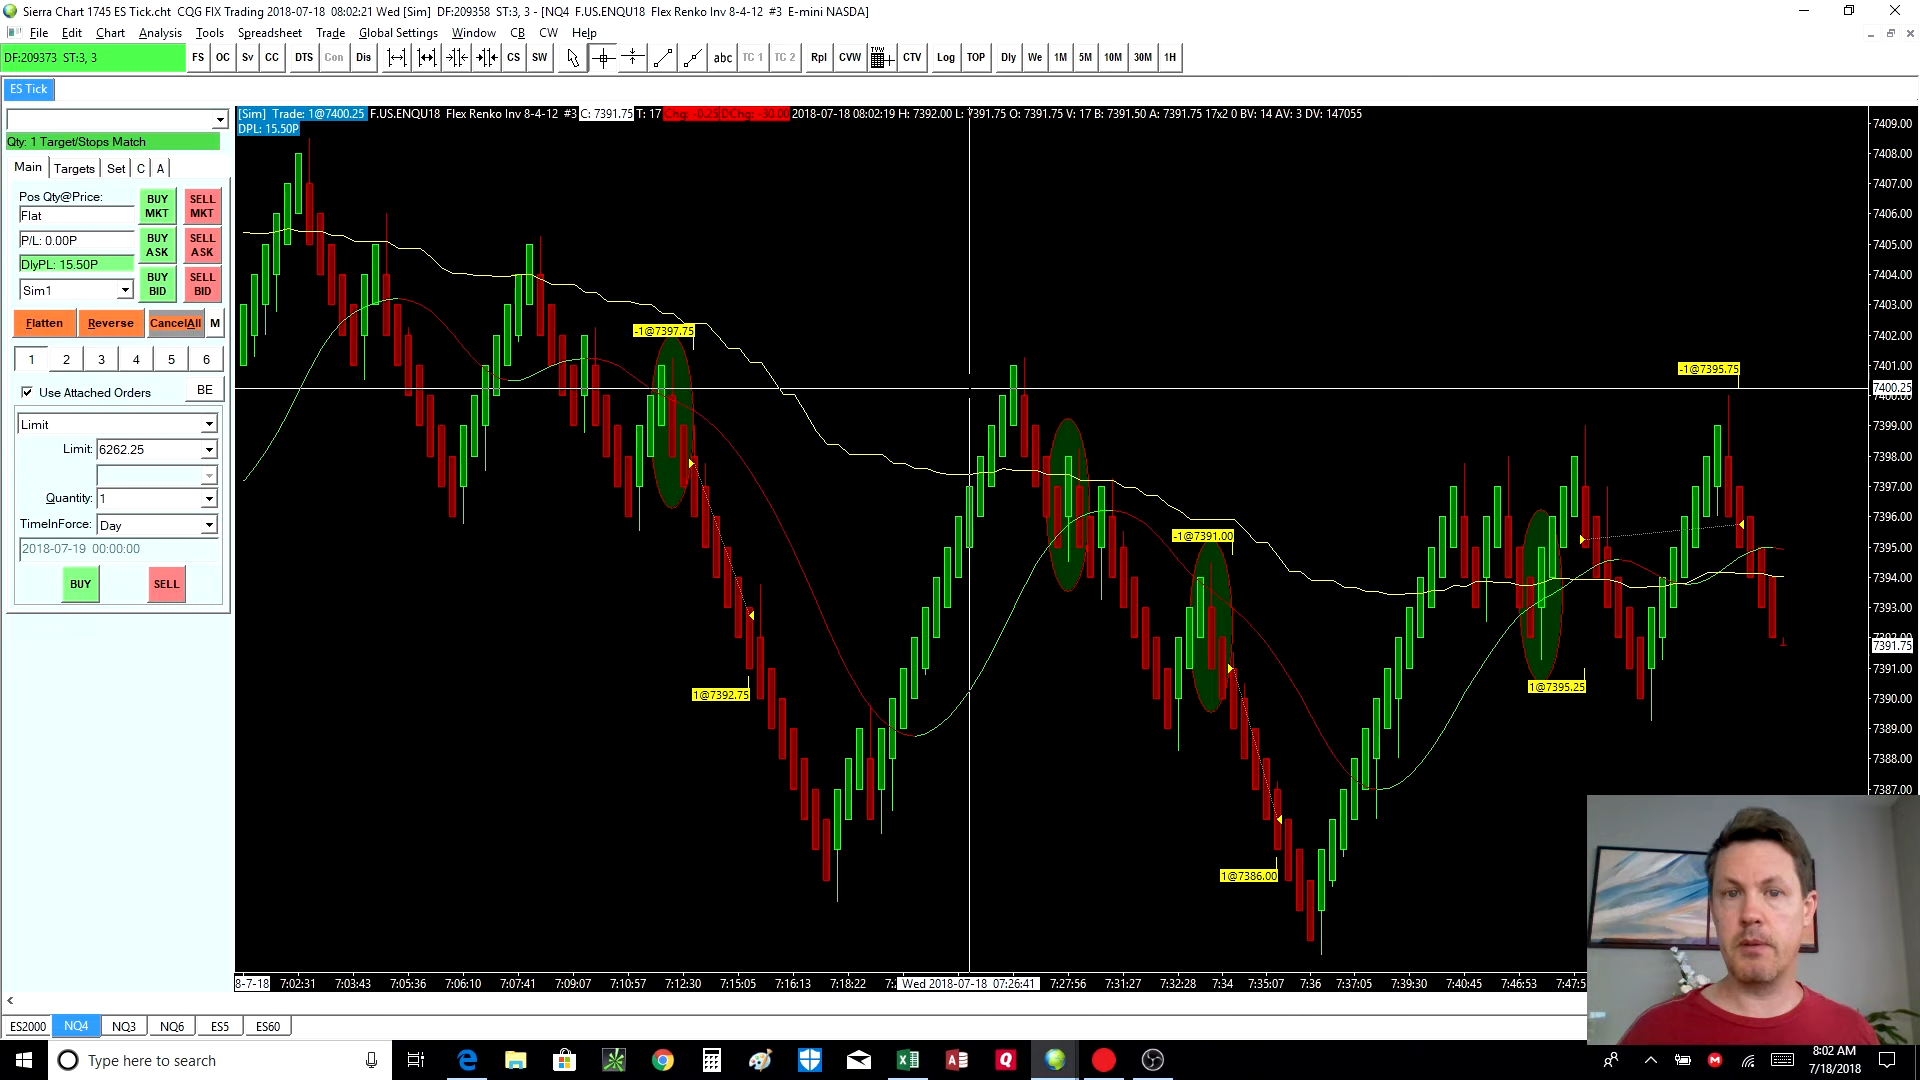 Sierra Chart 1745 ES Tick.cht CQG FIX Trading 2018-07-18 08:02:21 Wed [Sim] DF:209358 ST:3, 3 - [NQ4 F.US.ENQU18 Flex Renko Inv 8-4-12 #3 E-mini NASDA]
File Edit Chart Analysis Tools Spreadsheet Trade Global Settings Window CB CW Help
DF:209373 ST:3, 3
FS OC Sv CC DTS Con Dis CS SW abc TC 1 TC 2 Rpl CVW CTV Log TOP Dly We 1M 5M 10M 30M 1H
ES Tick
[Sim] Trade: 1@7400.25 F.US.ENQU18 Flex Renko Inv 8-4-12 #3 C: 7391.75 T: 17 Chg: -0.25 DChg: -30.00 2018-07-18 08:02:19 H: 7392.00 L: 7391.75 O: 7391.75 V: 17 B: 7391.50 A: 7391.75 17x2 0 BV: 14 AV: 3 DV: 147055
DPL: 15.50P
Qty: 1 Target/Stops Match
Main Targets Set C A
Pos Qty@Price:
Flat
BUY MKT
SELL MKT
P/L: 0.00P
BUY ASK
SELL ASK
DlyPL: 15.50P
Sim1
BUY BID
SELL BID
Flatten Reverse CancelAll M
1 2 3 4 5 6
Use Attached Orders BE
Limit
Limit: 6262.25
Quantity: 1
TimeInForce: Day
2018-07-19 00:00:00
BUY SELL
-1@7397.75
1@7392.75
-1@7391.00
1@7386.00
1@7395.25
-1@7395.75
7409.00
7408.00
7407.00
7406.00
7405.00
7404.00
7403.00
7402.00
7401.00
7400.25
7400.00
7399.00
7398.00
7397.00
7396.00
7395.00
7394.00
7393.00
7392.00
7391.75
7391.00
7390.00
7389.00
7388.00
7387.00
8-7-18 7:02:31 7:03:43 7:05:36 7:06:10 7:07:41 7:09:07 7:10:57 7:12:30 7:15:05 7:16:13 7:18:22 Wed 2018-07-18 07:26:41 7:27:56 7:31:27 7:32:28 7:34 7:35:07 7:36 7:37:05 7:39:30 7:40:45 7:46:53 7:47:5
ES2000 NQ4 NQ3 NQ6 ES5 ES60
Type here to search
8:02 AM
7/18/2018